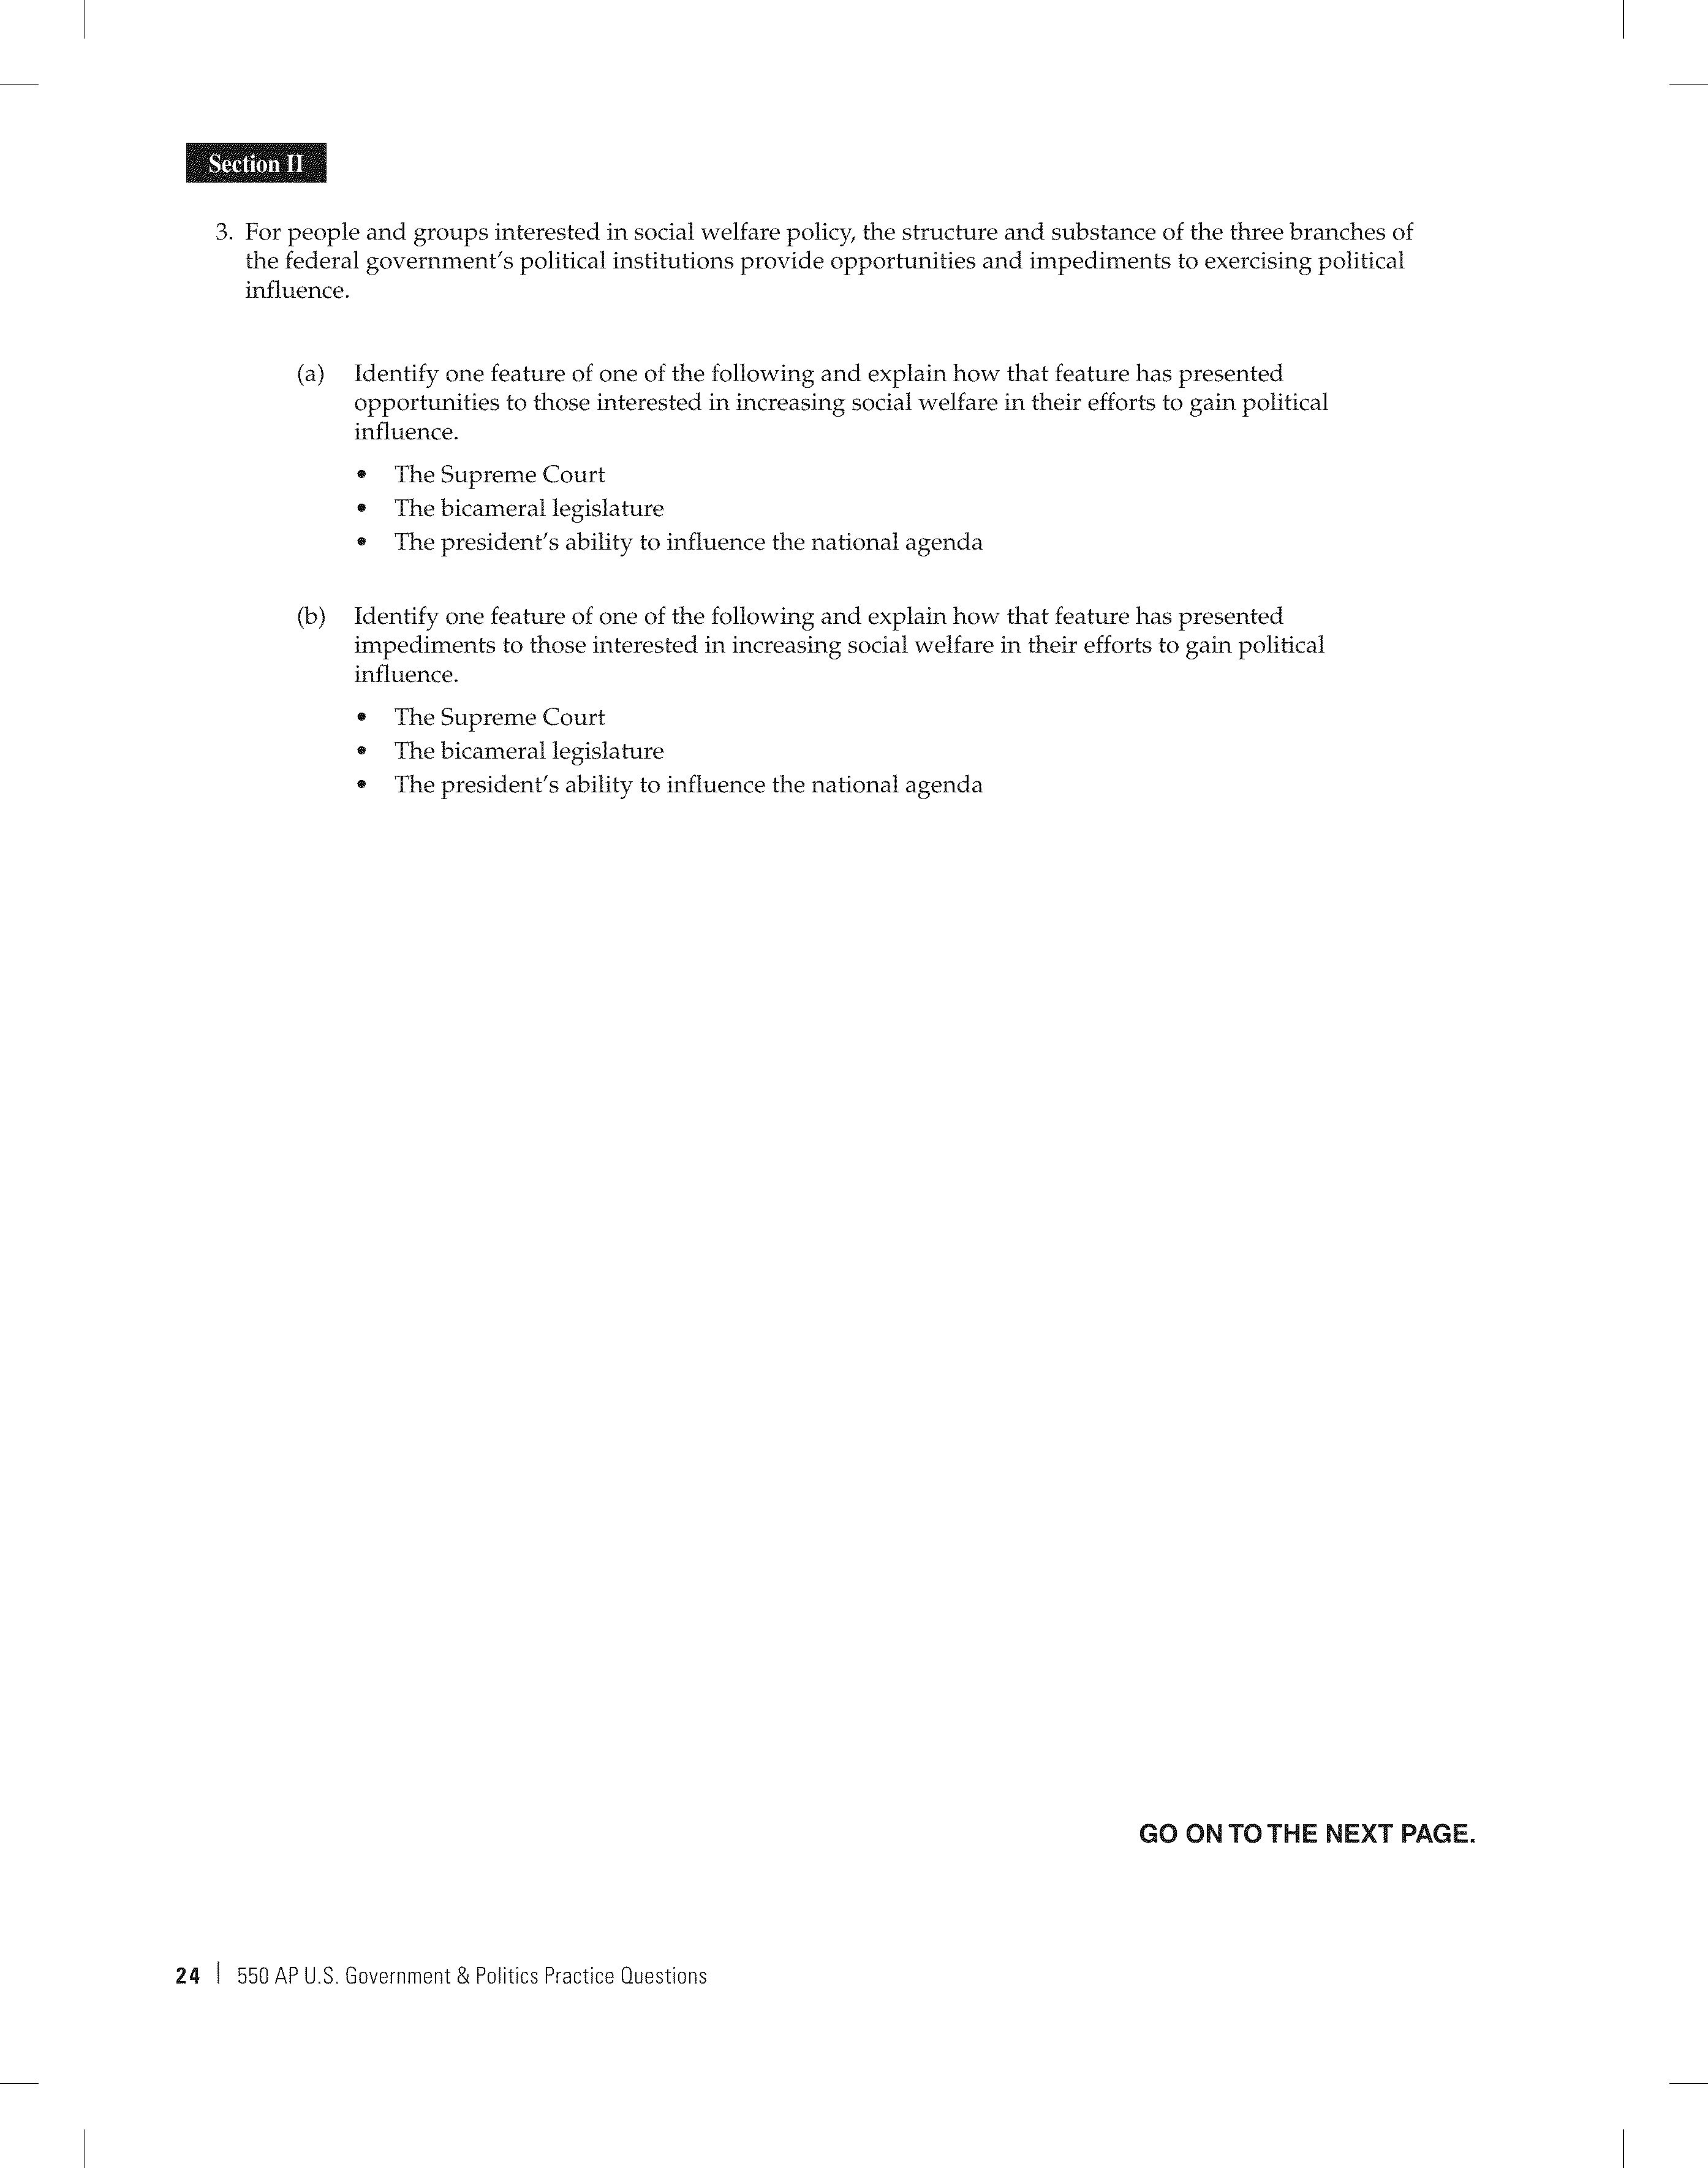 Section II
3. For people and groups interested in social welfare policy, the structure and substance of the three branches of
the federal government's political institutions provide opportunities and impediments to exercising political
influence.
(a) Identify one feature of one of the following and explain how that feature has presented
opportunities to those interested in increasing social welfare in their efforts to gain political
influence.
• The Supreme Court
• The bicameral legislature
• The president's ability to influence the national agenda
(b) Identify one feature of one of the following and explain how that feature has presented
impediments to those interested in increasing social welfare in their efforts to gain political
influence.
• The Supreme Court
• The bicameral legislature
• The president's ability to influence the national agenda
GO ON TO THE NEXT PAGE.
24 | 550 AP U.S. Government & Politics Practice Questions